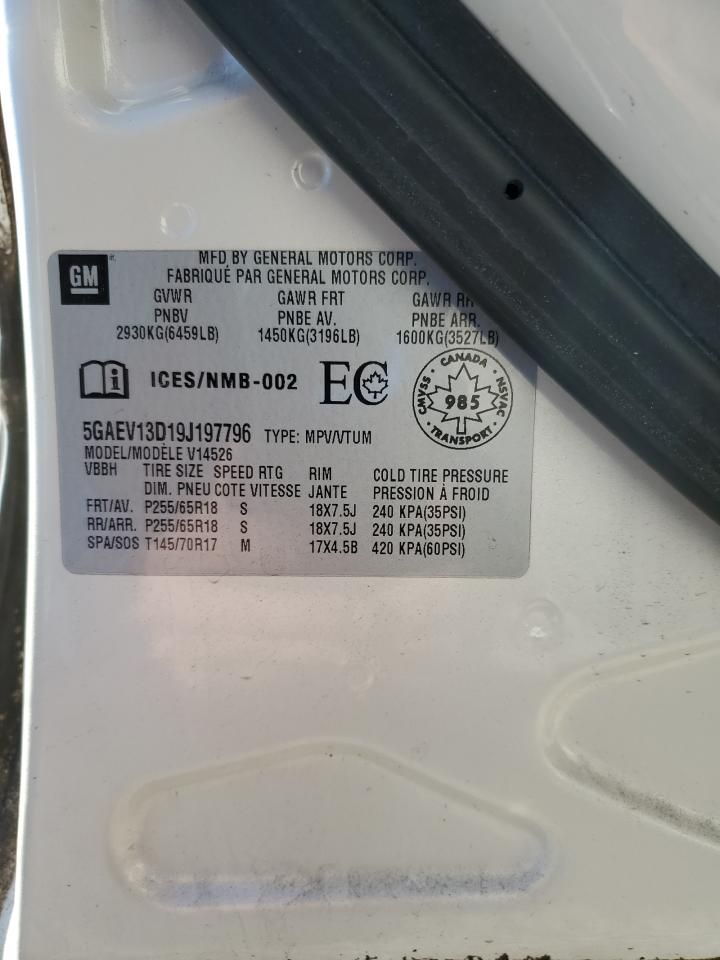 GM
MFD BY GENERAL MOTORS CORP.
FABRIQUÉ PAR GENERAL MOTORS CORP.
GVWR GAWR FRT GAWR RR
PNBV PNBE AV. PNBE ARR.
2930KG(6459LB) 1450KG(3196LB) 1600KG(3527LB)
ICES/NMB-002 EC
CANADA
CMVSS 985 NSVAC
TRANSPORT
5GAEV13D19J197796 TYPE: MPV/VTUM
MODEL/MODÈLE V14526
VBBH TIRE SIZE SPEED RTG RIM COLD TIRE PRESSURE
DIM. PNEU COTE VITESSE JANTE PRESSION À FROID
FRT/AV. P255/65R18 S 18X7.5J 240 KPA(35PSI)
RR/ARR. P255/65R18 S 18X7.5J 240 KPA(35PSI)
SPA/SOS T145/70R17 M 17X4.5B 420 KPA(60PSI)